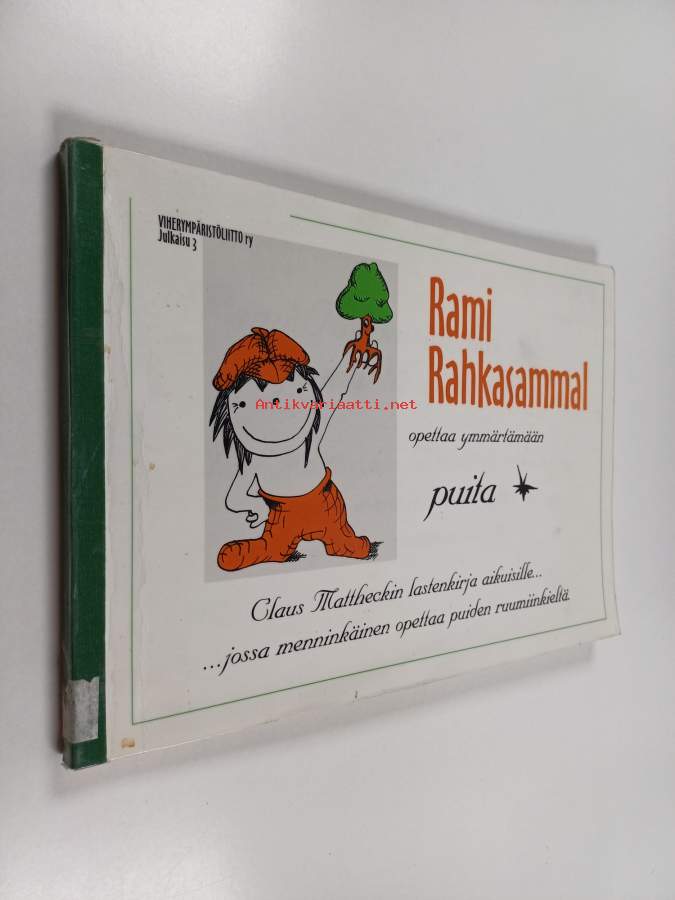 VIHERYMPÄRISTÖLIITTO ry
Julkaisu 3
Rami
Rahkasammal
Antikvariaatti.net
opettaa ymmärtämään
puita
Claus Mattheckin lastenkirja aikuisille...
...jossa menninkäinen opettaa puiden ruumiinkieltä.